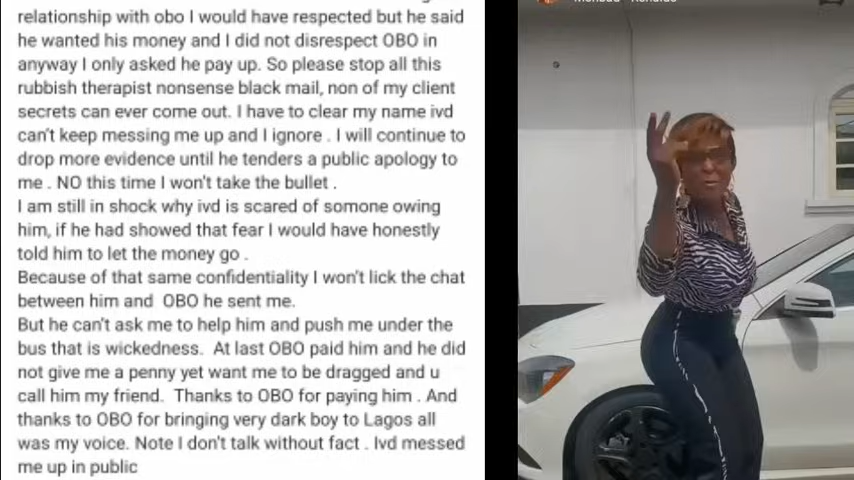 relationship with obo I would have respected but he said
he wanted his money and I did not disrespect OBO in
anyway I only asked he pay up. So please stop all this
rubbish therapist nonsense black mail, non of my client
secrets can ever come out. I have to clear my name ivd
can't keep messing me up and I ignore . I will continue to
drop more evidence until he tenders a public apology to
me . NO this time I won't take the bullet .
I am still in shock why ivd is scared of somone owing
him, if he had showed that fear I would have honestly
told him to let the money go .
Because of that same confidentiality I won't lick the chat
between him and OBO he sent me.
But he can't ask me to help him and push me under the
bus that is wickedness. At last OBO paid him and he did
not give me a penny yet want me to be dragged and u
call him my friend. Thanks to OBO for paying him . And
thanks to OBO for bringing very dark boy to Lagos all
was my voice. Note I don't talk without fact . Ivd messed
me up in public